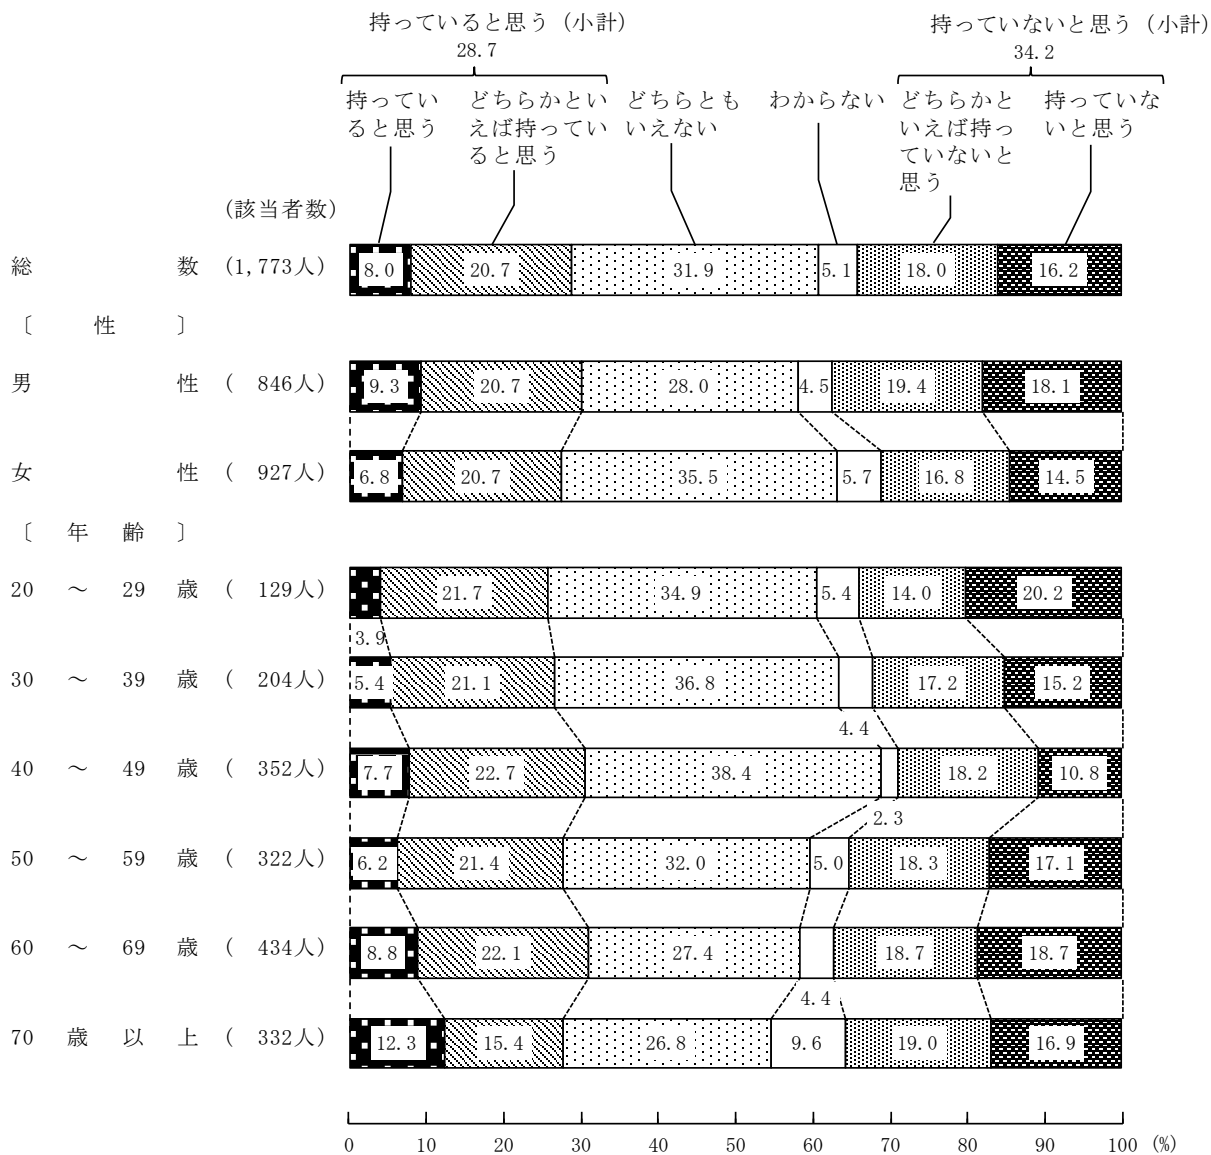 持っていると思う（小計）
28.7
持っていないと思う（小計）
34.2
持ってい
ると思う
どちらかとい
えば持ってい
ると思う
どちらとも
いえない
わからない
どちらかと
いえば持っ
ていないと
思う
持っていな
いと思う
(該当者数)
総 数 (1,773人) 8.0 20.7 31.9 5.1 18.0 16.2
〔 性 〕
男 性 ( 846人) 9.3 20.7 28.0 4.5 19.4 18.1
女 性 ( 927人) 6.8 20.7 35.5 5.7 16.8 14.5
〔 年 齢 〕
20 ～ 29 歳 ( 129人) 21.7 34.9 5.4 14.0 20.2
3.9
30 ～ 39 歳 ( 204人) 5.4 21.1 36.8 17.2 15.2
4.4
40 ～ 49 歳 ( 352人) 7.7 22.7 38.4 18.2 10.8
2.3
50 ～ 59 歳 ( 322人) 6.2 21.4 32.0 5.0 18.3 17.1
60 ～ 69 歳 ( 434人) 8.8 22.1 27.4 18.7 18.7
4.4
70 歳 以 上 ( 332人) 12.3 15.4 26.8 9.6 19.0 16.9
0 10 20 30 40 50 60 70 80 90 100 (%)